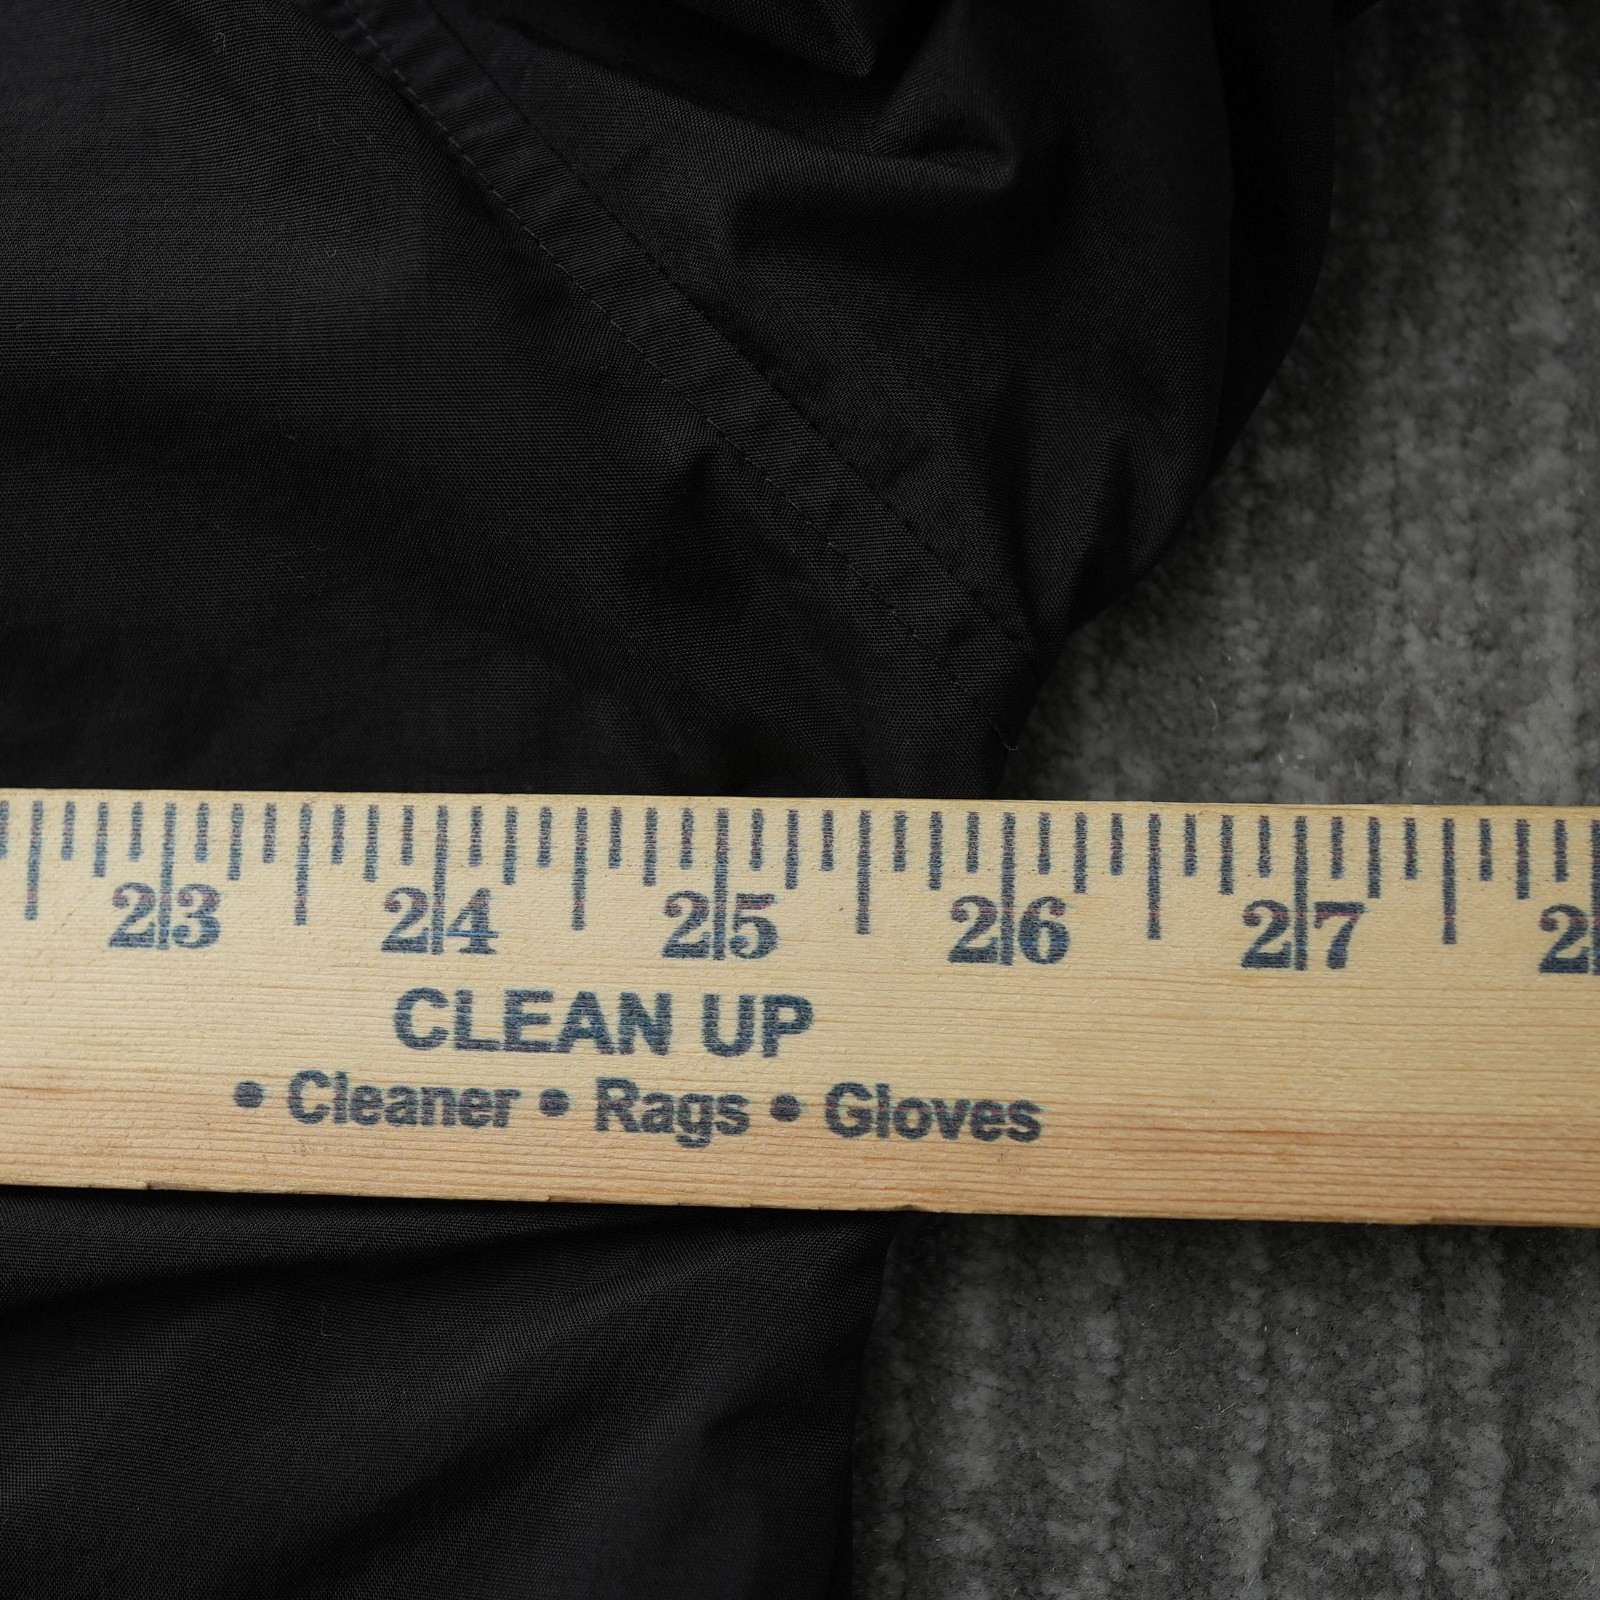 23 24 25 26 27 2
CLEAN UP
• Cleaner • Rags • Gloves